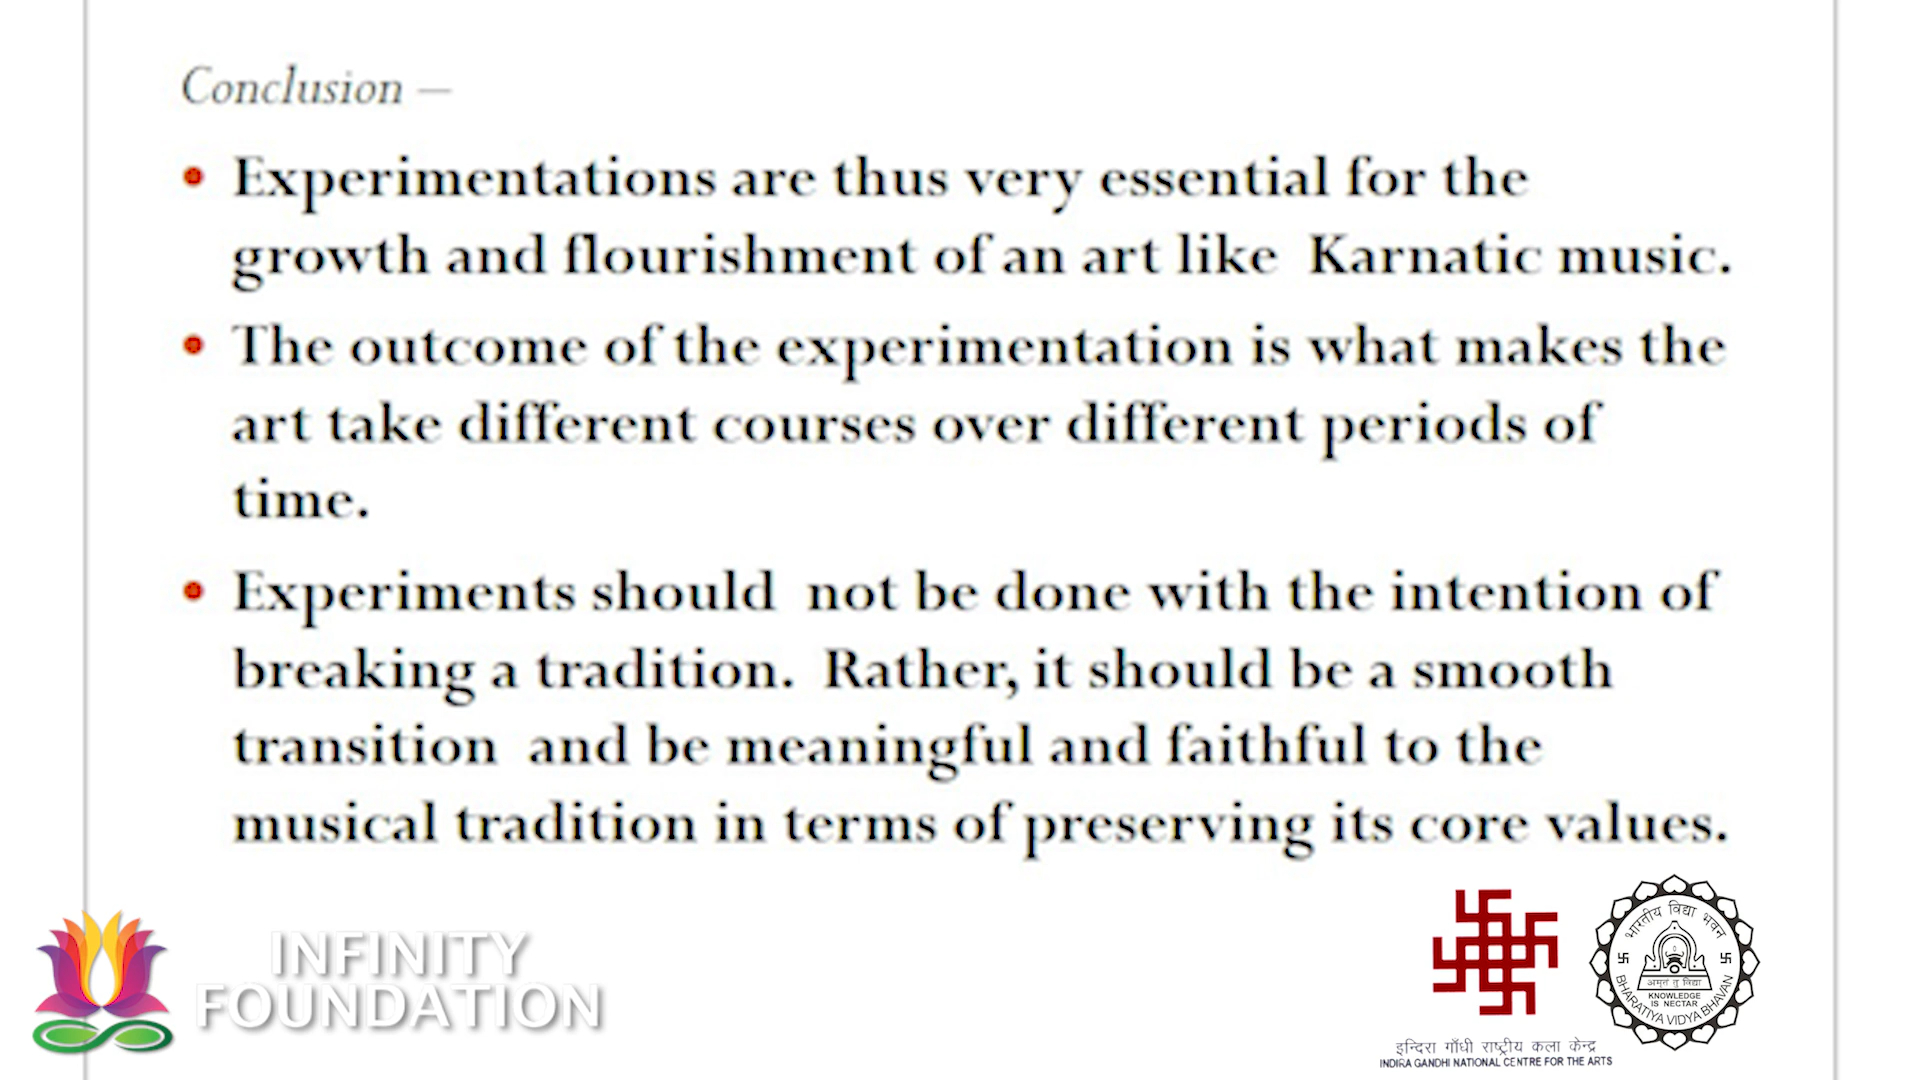 Conclusion –
• Experimentations are thus very essential for the
growth and flourishment of an art like Karnatic music.
• The outcome of the experimentation is what makes the
art take different courses over different periods of
time.
• Experiments should not be done with the intention of
breaking a tradition. Rather, it should be a smooth
transition and be meaningful and faithful to the
musical tradition in terms of preserving its core values.
INFINITY
FOUNDATION
इन्दिरा गाँधी राष्ट्रीय कला केन्द्र
INDIRA GANDHI NATIONAL CENTRE FOR THE ARTS
भारतीय विद्या भवन
अमृतं तु विद्या
KNOWLEDGE
IS NECTAR
BHARATIYA VIDYA BHAVAN